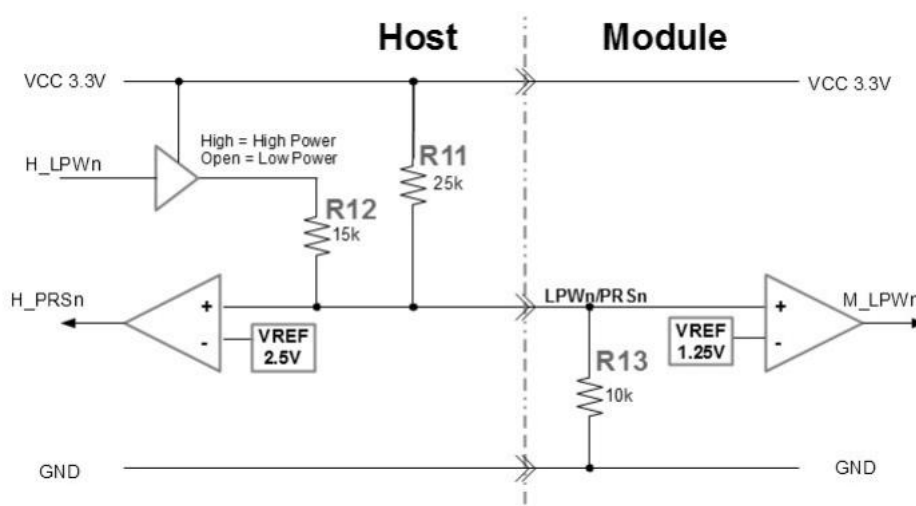 Host
Module
VCC 3.3V
VCC 3.3V
High = High Power
Open = Low Power
H_LPWn
R11
25k
R12
15k
H_PRSn
LPWn/PRSn
M_LPWn
+
-
VREF
2.5V
VREF
1.25V
+
-
R13
10k
GND
GND